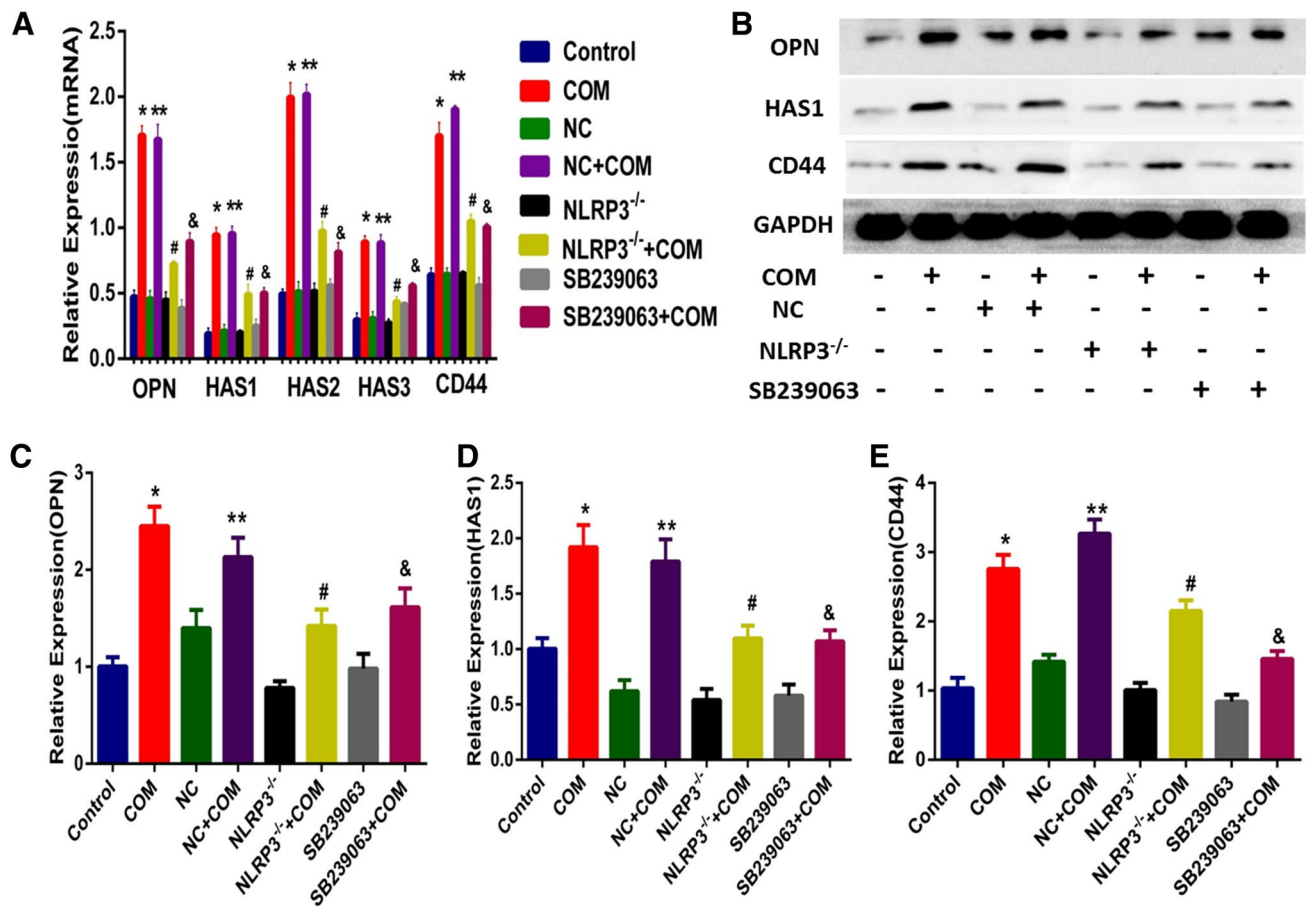 A
Relative Expression(mRNA)
2.5
2.0
1.5
1.0
0.5
0.0
* **
* **
* **
* **
* **
# &
# &
# &
# &
# &
OPN HAS1 HAS2 HAS3 CD44
Control
COM
NC
NC+COM
NLRP3-/-
NLRP3-/-+COM
SB239063
SB239063+COM
B
OPN
HAS1
CD44
GAPDH
COM - + - + - + - +
NC - - + + - - - -
NLRP3-/- - - - - + + - -
SB239063 - - - - - - + +
C
Relative Expression(OPN)
3
2
1
0
* ** # &
Control COM NC NC+COM NLRP3-/- NLRP3-/-+COM SB239063 SB239063+COM
D
Relative Expression(HAS1)
2.5
2.0
1.5
1.0
0.5
0.0
* ** # &
Control COM NC NC+COM NLRP3-/- NLRP3-/-+COM SB239063 SB239063+COM
E
Relative Expression(CD44)
4
3
2
1
0
* ** # &
Control COM NC NC+COM NLRP3-/- NLRP3-/-+COM SB239063 SB239063+COM